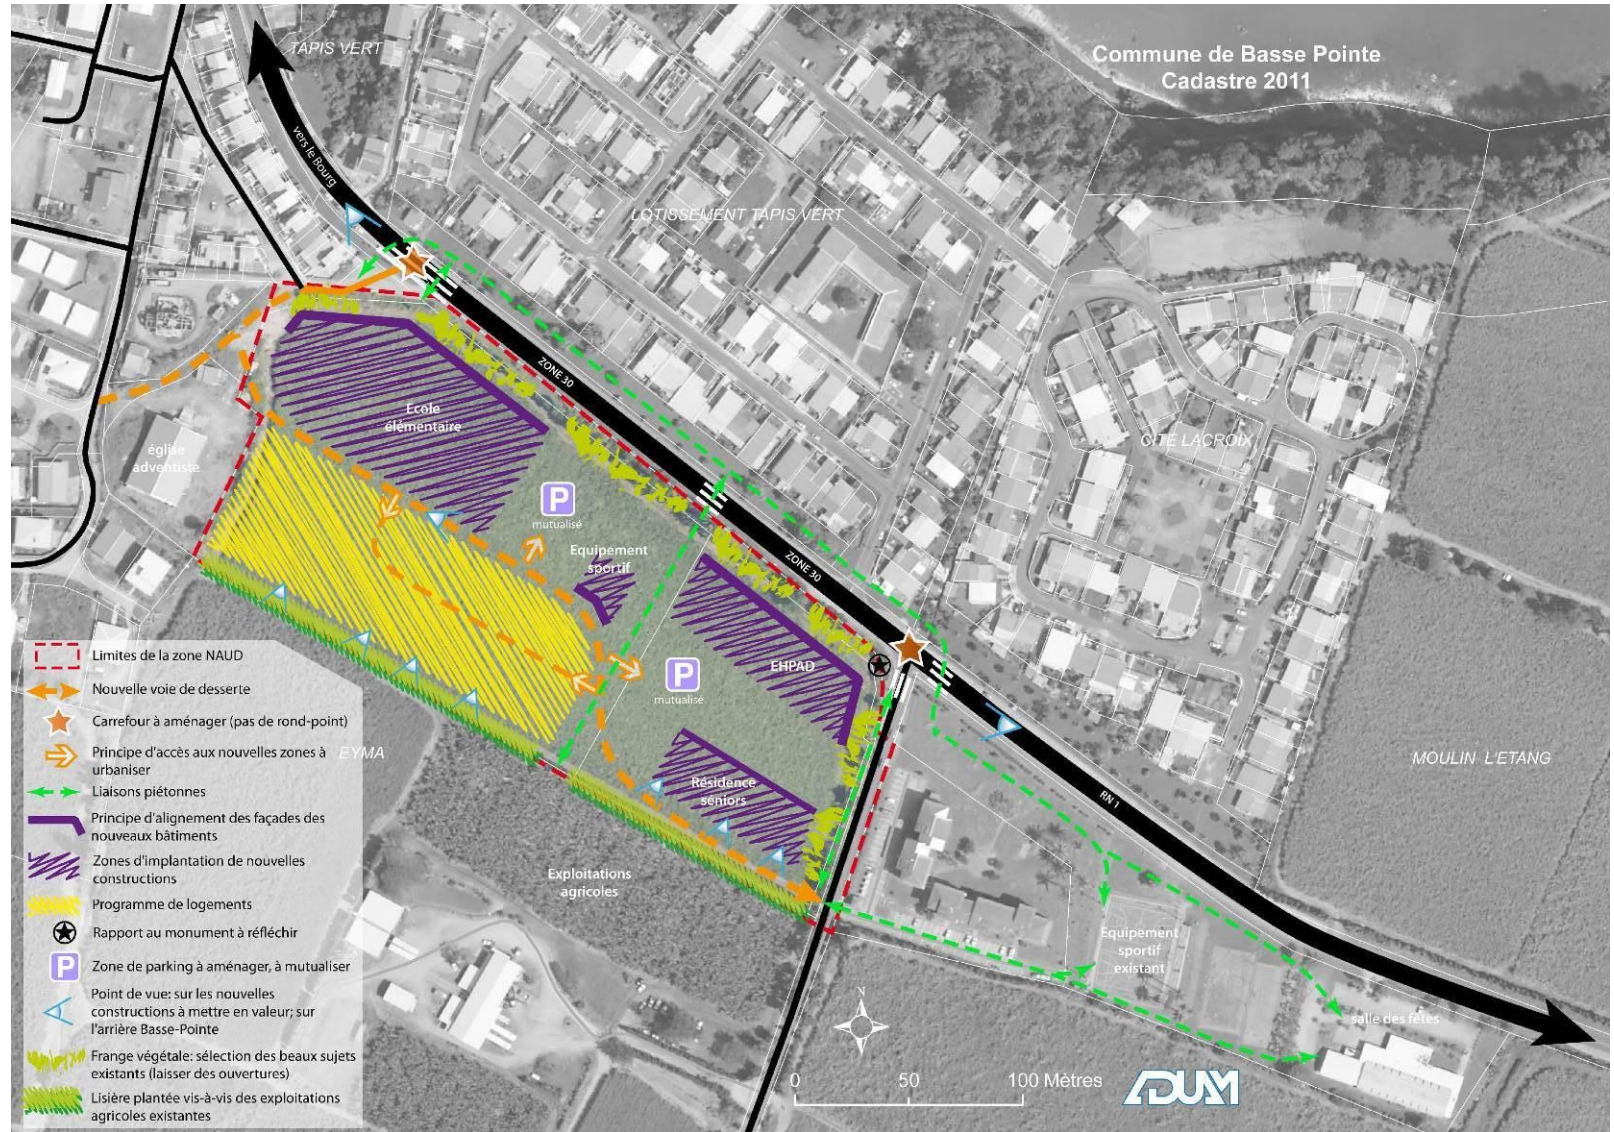 Commune de Basse Pointe
Cadastre 2011
TAPIS VERT
vers le Bourg
LOTISSEMENT TAPIS VERT
ZONE 30
CITE LACROIX
Ecole
élémentaire
église
adventiste
P
mutualisé
Equipement
sportif
ZONE 30
EHPAD
P
mutualisé
Résidence
séniors
MOULIN L'ETANG
RN 1
EYMA
Exploitations
agricoles
Equipement
sportif
existant
salle des fêtes
Limites de la zone NAUD
Nouvelle voie de desserte
Carrefour à aménager (pas de rond-point)
Principe d'accès aux nouvelles zones à
urbaniser
Liaisons piétonnes
Principe d'alignement des façades des
nouveaux bâtiments
Zones d'implantation de nouvelles
constructions
Programme de logements
Rapport au monument à réfléchir
P
Zone de parking à aménager, à mutualiser
Point de vue: sur les nouvelles
constructions à mettre en valeur; sur
l'arrière Basse-Pointe
Frange végétale: sélection des beaux sujets
existants (laisser des ouvertures)
Lisière plantée vis-à-vis des exploitations
agricoles existantes
N
0 50 100 Mètres
ADUAM